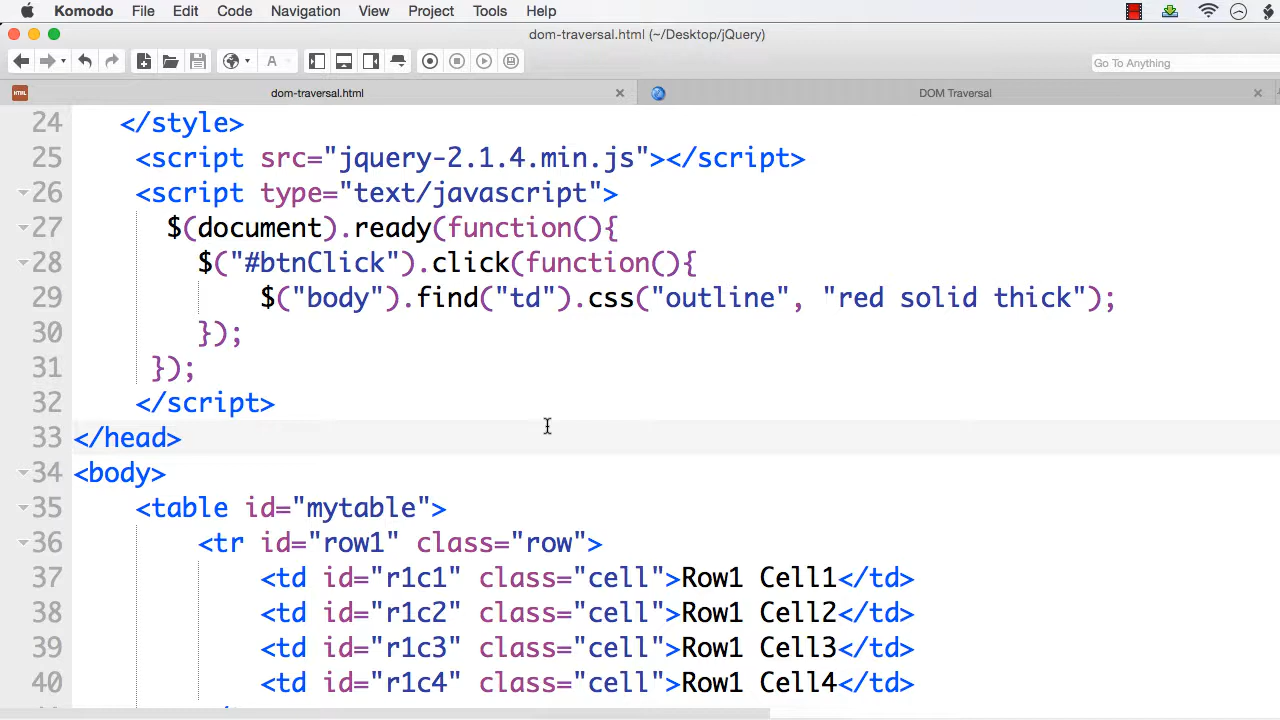 Komodo File Edit Code Navigation View Project Tools Help
dom-traversal.html (~/Desktop/jQuery)
A Go To Anything
HTML dom-traversal.html DOM Traversal
24 </style>
25 <script src="jquery-2.1.4.min.js"></script>
26 <script type="text/javascript">
27 $(document).ready(function(){
28 $("#btnClick").click(function(){
29 $("body").find("td").css("outline", "red solid thick");
30 });
31 });
32 </script>
33 </head>
34 <body>
35 <table id="mytable">
36 <tr id="row1" class="row">
37 <td id="r1c1" class="cell">Row1 Cell1</td>
38 <td id="r1c2" class="cell">Row1 Cell2</td>
39 <td id="r1c3" class="cell">Row1 Cell3</td>
40 <td id="r1c4" class="cell">Row1 Cell4</td>